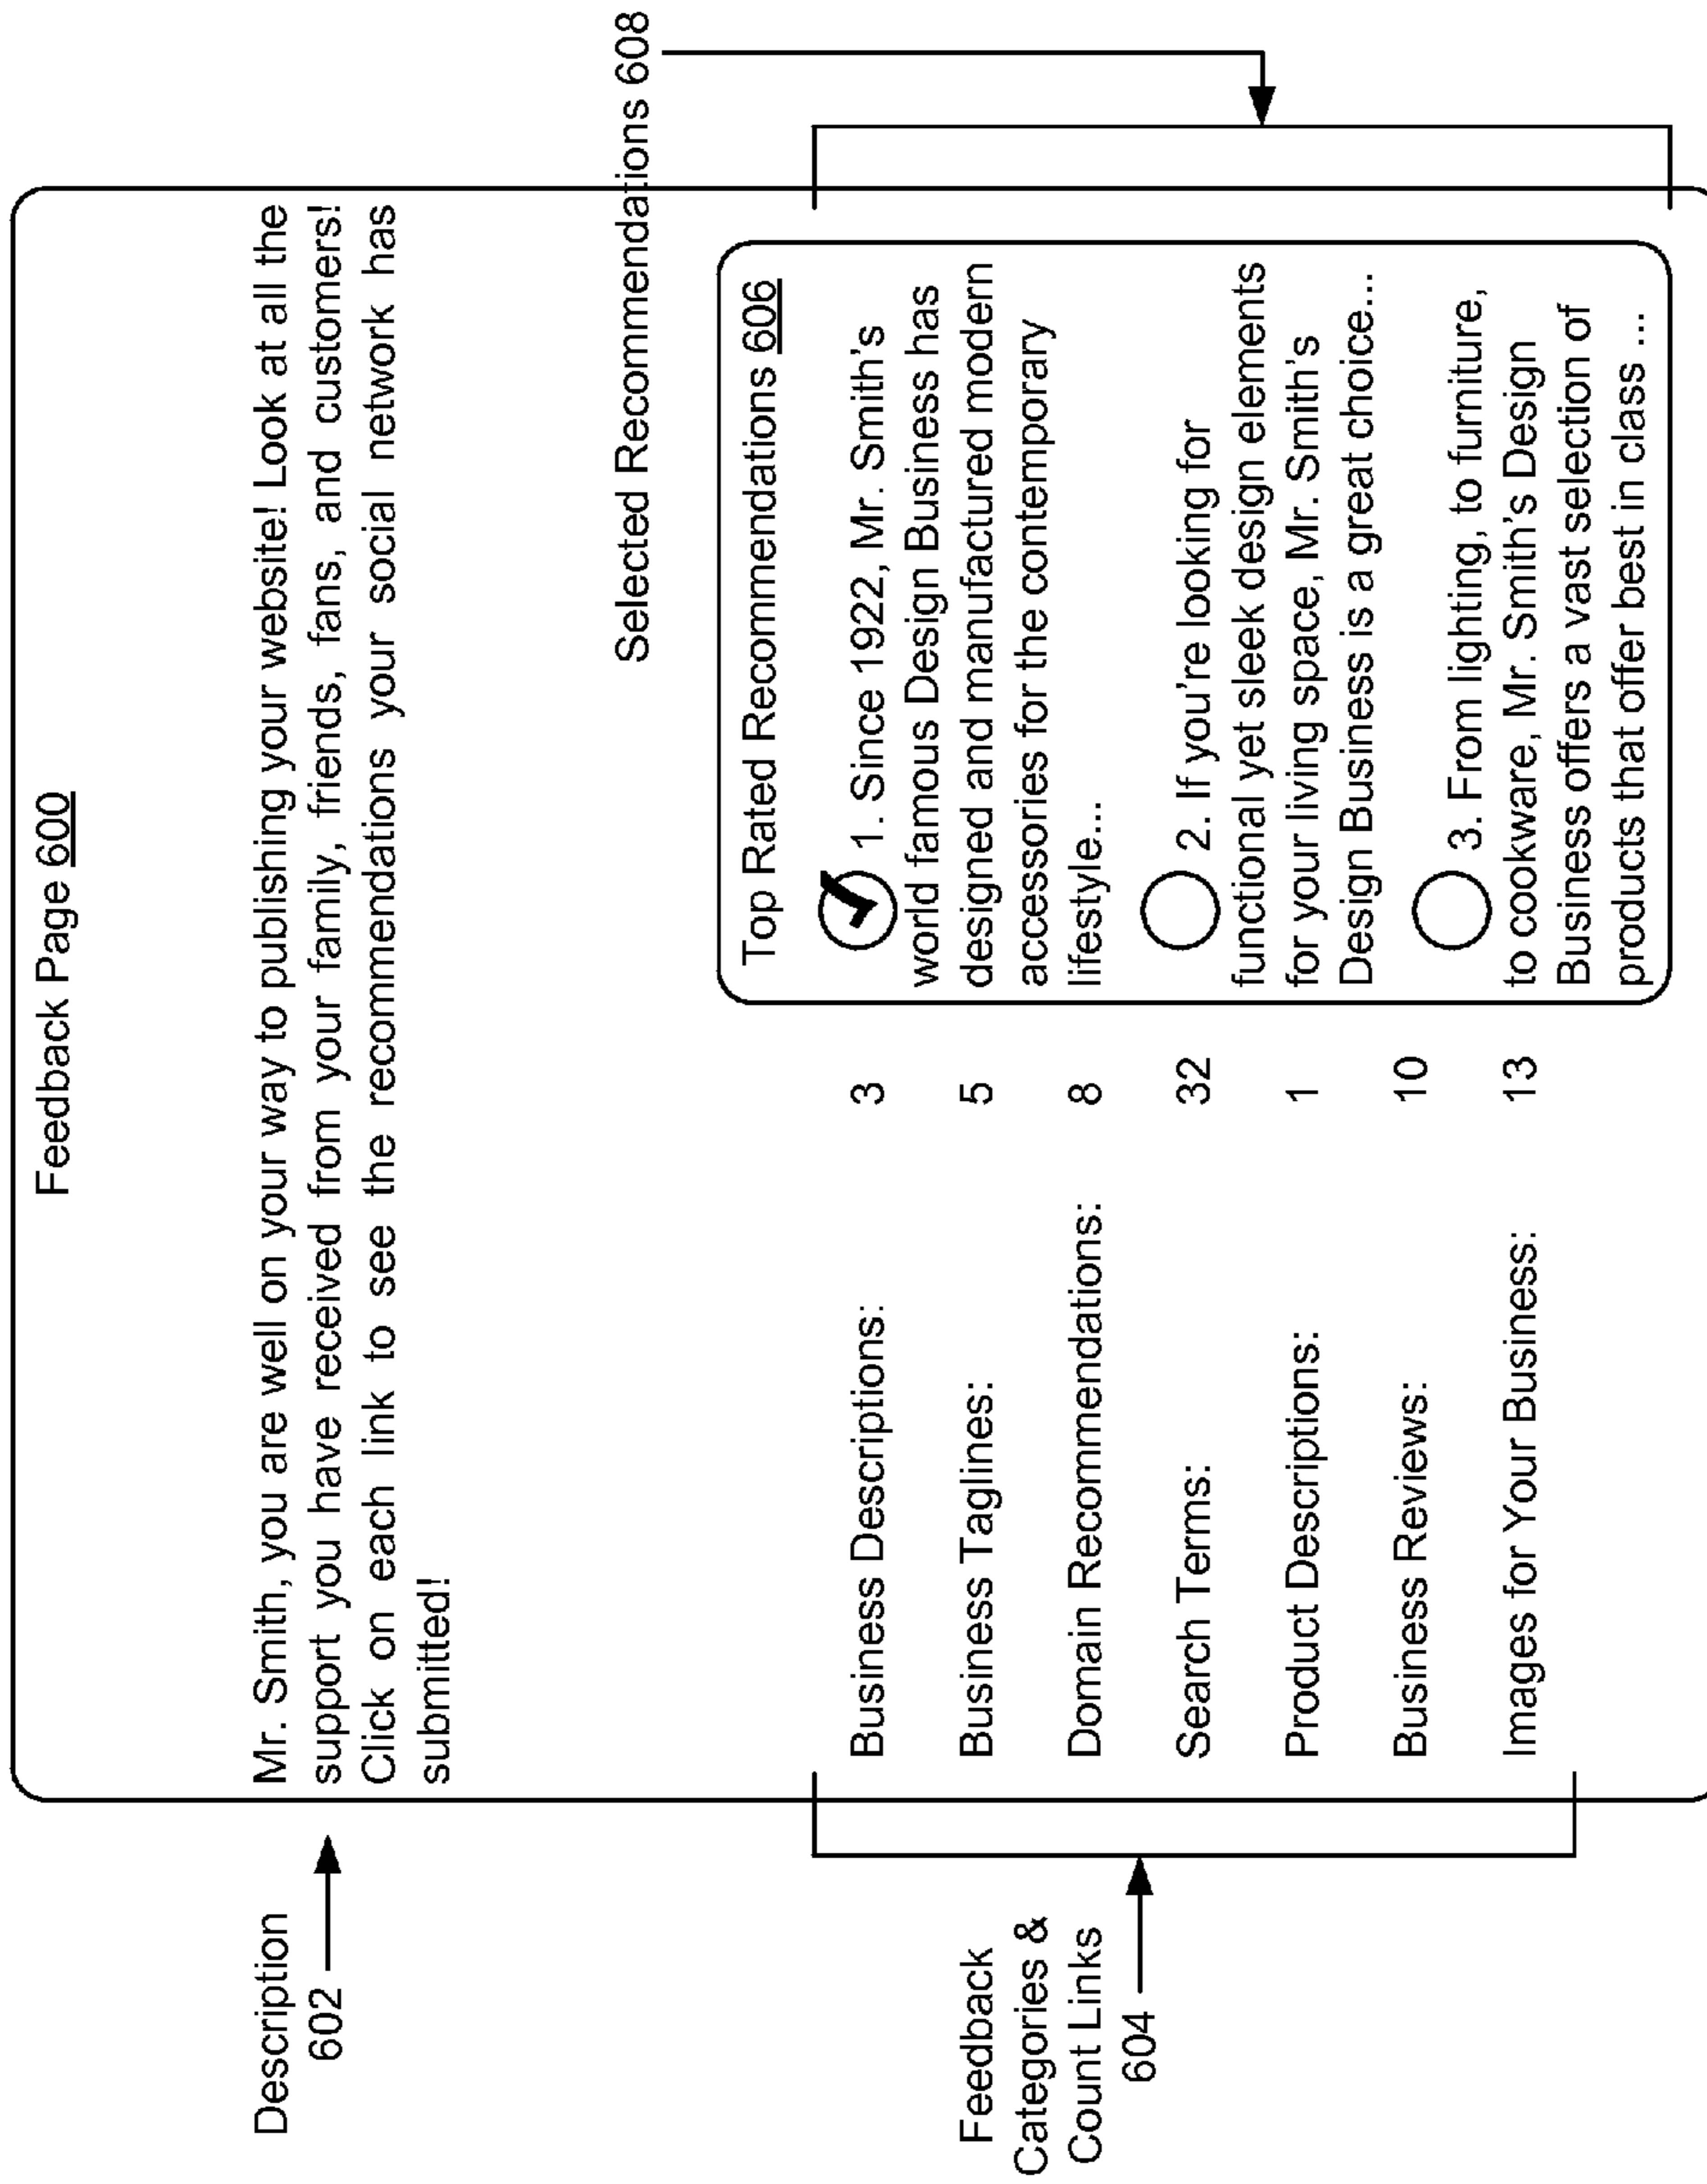 Feedback Page 600
Description
602
Mr. Smith, you are well on your way to publishing your website! Look at all the
support you have received from your family, friends, fans, and customers!
Click on each link to see the recommendations your social network has
submitted!
Selected Recommendations 608
Feedback
Categories &
Count Links
604
Business Descriptions: 3
Business Taglines: 5
Domain Recommendations: 8
Search Terms: 32
Product Descriptions: 1
Business Reviews: 10
Images for Your Business: 13
Top Rated Recommendations 606
1. Since 1922, Mr. Smith's
world famous Design Business has
designed and manufactured modern
accessories for the contemporary
lifestyle...
2. If you're looking for
functional yet sleek design elements
for your living space, Mr. Smith's
Design Business is a great choice...
3. From lighting, to furniture,
to cookware, Mr. Smith's Design
Business offers a vast selection of
products that offer best in class ...